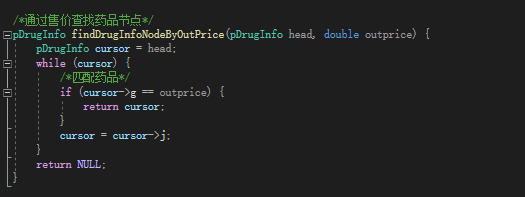 /*通过售价查找药品节点*/
pDrugInfo findDrugInfoNodeByOutPrice(pDrugInfo head, double outprice) {
pDrugInfo cursor = head;
while (cursor) {
/*匹配药品*/
if (cursor->g == outprice) {
return cursor;
}
cursor = cursor->j;
}
return NULL;
}